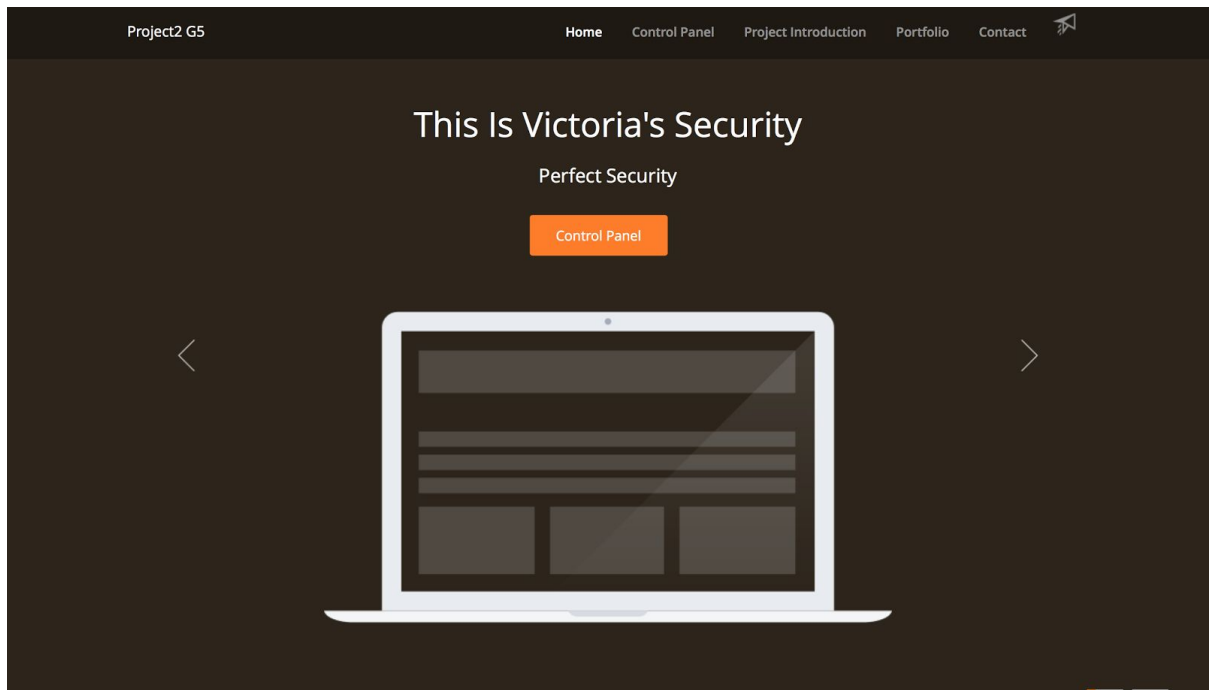 Project2 G5 Home Control Panel Project Introduction Portfolio Contact
This Is Victoria's Security
Perfect Security
Control Panel